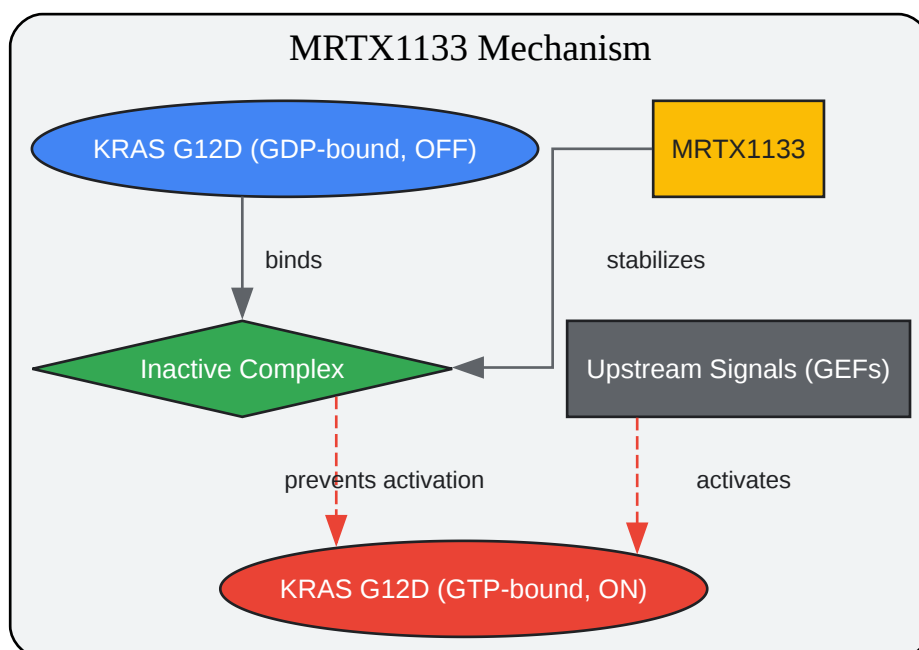 MRTX1133 Mechanism
KRAS G12D (GDP-bound, OFF)
MRTX1133
binds
stabilizes
Inactive Complex
Upstream Signals (GEFs)
prevents activation
activates
KRAS G12D (GTP-bound, ON)